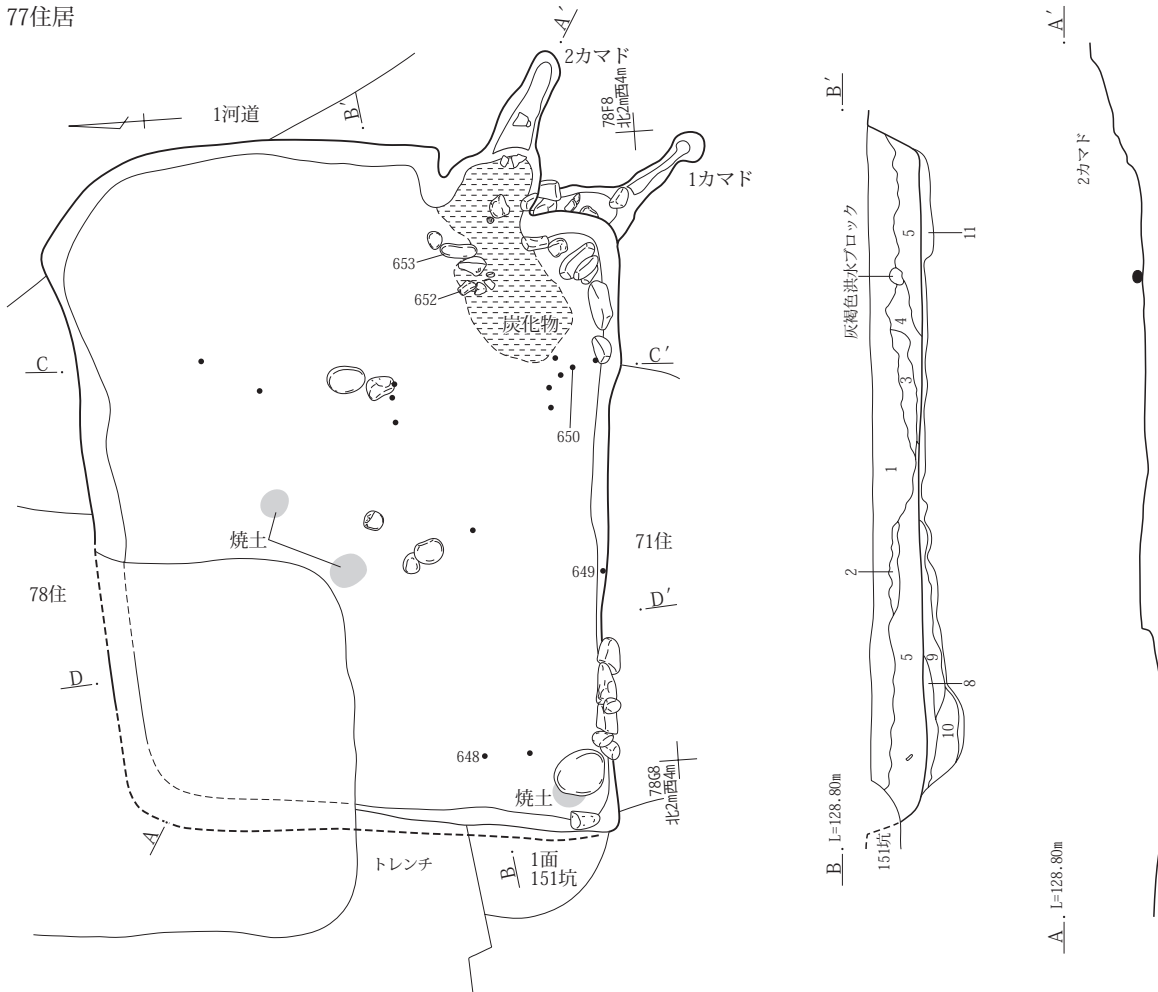 77住居
A′
2カマド
78F8
北2m西4m
1河道
B′
1カマド
653
652
炭化物
C
C′
650
焼土
71住
649
78住
D′
D
648
焼土
78G8
北2m西4m
A
トレンチ
B
1面
151坑
B′
灰褐色洪水ブロック
5
11
4
3
1
2
5
9
8
10
B L=128.80m
151坑
A′
2カマド
A L=128.80m